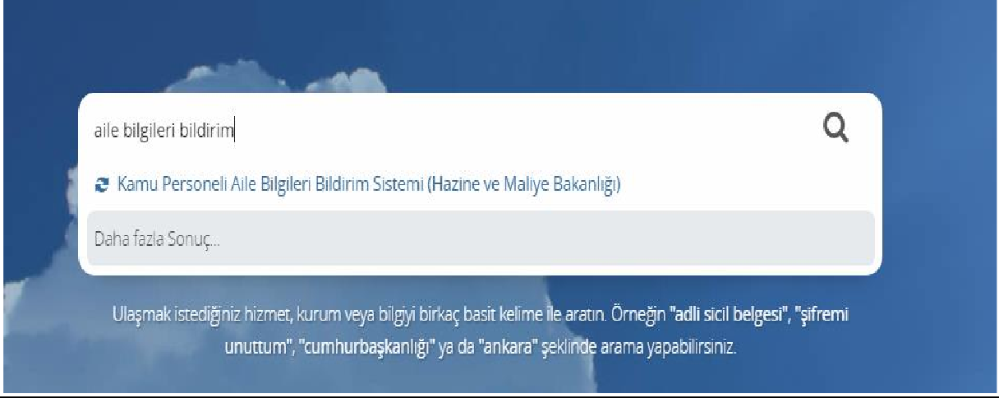 aile bilgileri bildirim
Kamu Personeli Aile Bilgileri Bildirim Sistemi (Hazine ve Maliye Bakanlığı)
Daha fazla Sonuç...
Ulaşmak istediğiniz hizmet, kurum veya bilgiyi birkaç basit kelime ile aratın. Örneğin "adli sicil belgesi", "şifremi
unuttum", "cumhurbaşkanlığı" ya da "ankara" şeklinde arama yapabilirsiniz.